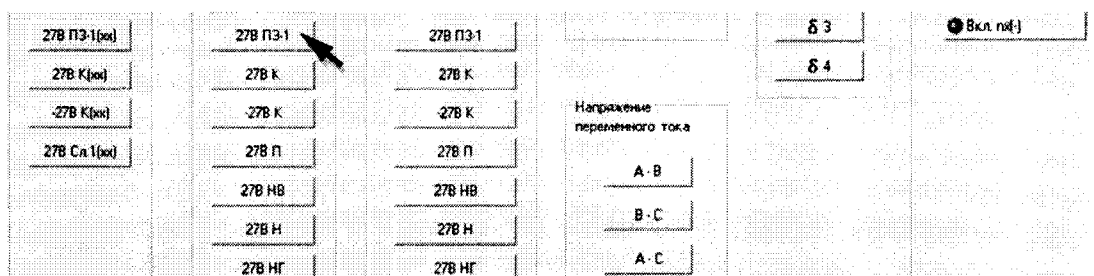 27В ПЗ-1(хх)
27В К(хх)
-27В К(хх)
27В Сл.1(хх)
27В ПЗ-1
27В К
-27В К
27В П
27В НВ
27В Н
27В НГ
27В ПЗ-1
27В К
-27В К
27В П
27В НВ
27В Н
27В НГ
Напряжение
переменного тока
А - В
В - С
А - С
δ 3
δ 4
Вкл. пх(-)